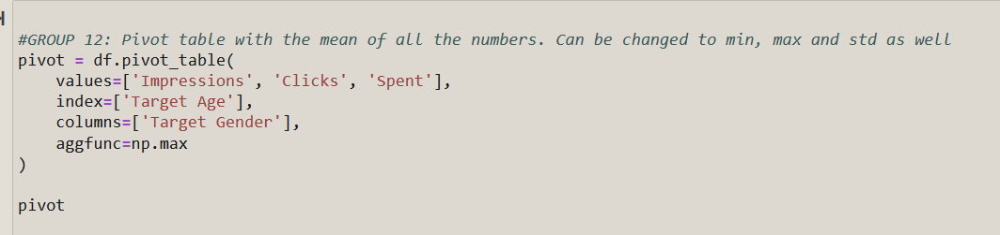 #GROUP 12: Pivot table with the mean of all the numbers. Can be changed to min, max and std as well
pivot = df.pivot_table(
    values=['Impressions', 'Clicks', 'Spent'],
    index=['Target Age'],
    columns=['Target Gender'],
    aggfunc=np.max
)

pivot